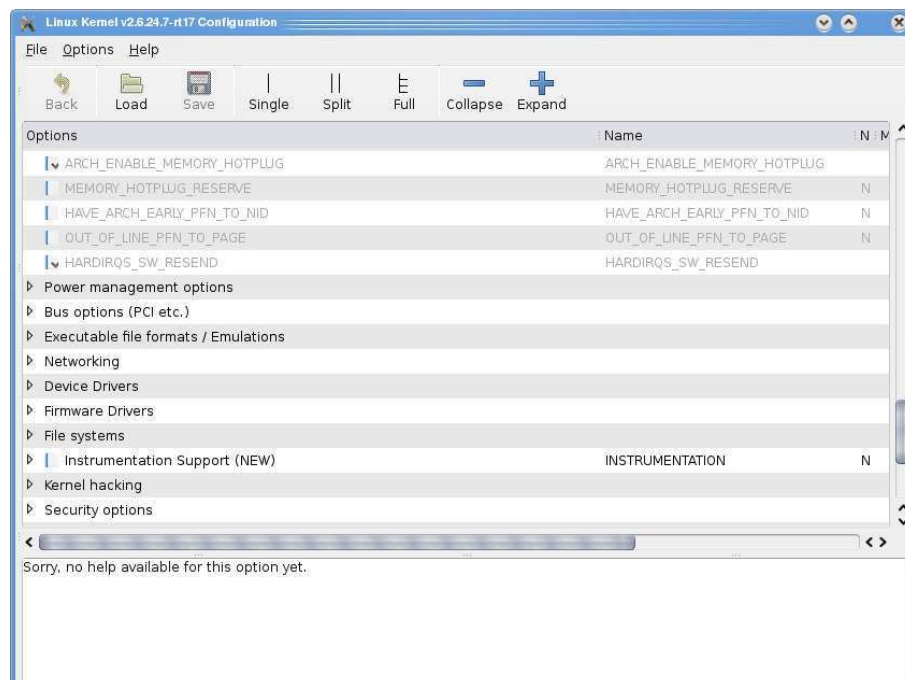 Linux Kernel v2.6.24.7-rt17 Configuration
File Options Help
Back Load Save Single Split Full Collapse Expand
Options Name N M
ARCH_ENABLE_MEMORY_HOTPLUG ARCH_ENABLE_MEMORY_HOTPLUG
MEMORY_HOTPLUG_RESERVE MEMORY_HOTPLUG_RESERVE N
HAVE_ARCH_EARLY_PFN_TO_NID HAVE_ARCH_EARLY_PFN_TO_NID N
OUT_OF_LINE_PFN_TO_PAGE OUT_OF_LINE_PFN_TO_PAGE N
HARDIRQS_SW_RESEND HARDIRQS_SW_RESEND
Power management options
Bus options (PCI etc.)
Executable file formats / Emulations
Networking
Device Drivers
Firmware Drivers
File systems
Instrumentation Support (NEW) INSTRUMENTATION N
Kernel hacking
Security options
Sorry, no help available for this option yet.